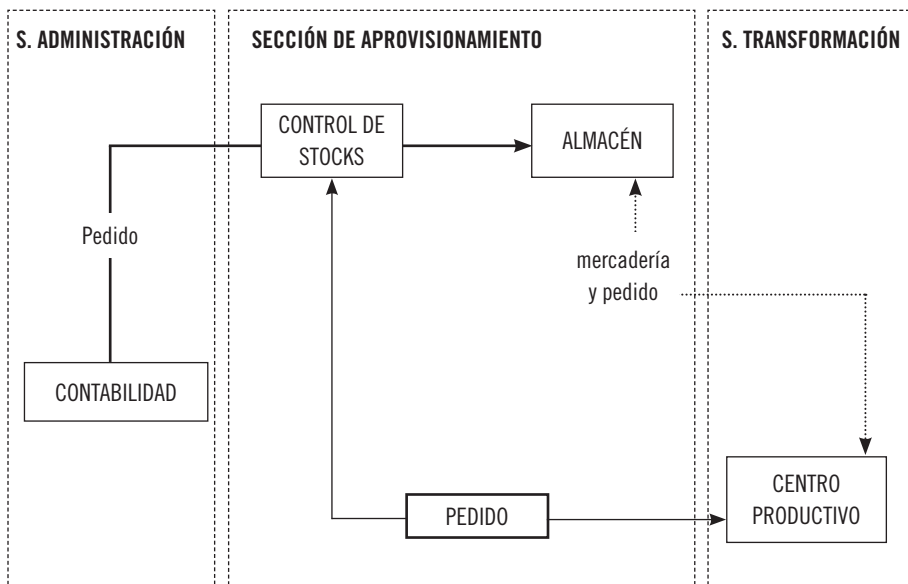 S. ADMINISTRACIÓN
SECCIÓN DE APROVISIONAMIENTO
S. TRANSFORMACIÓN
CONTROL DE
STOCKS
ALMACÉN
Pedido
mercadería
y pedido
CONTABILIDAD
PEDIDO
CENTRO
PRODUCTIVO